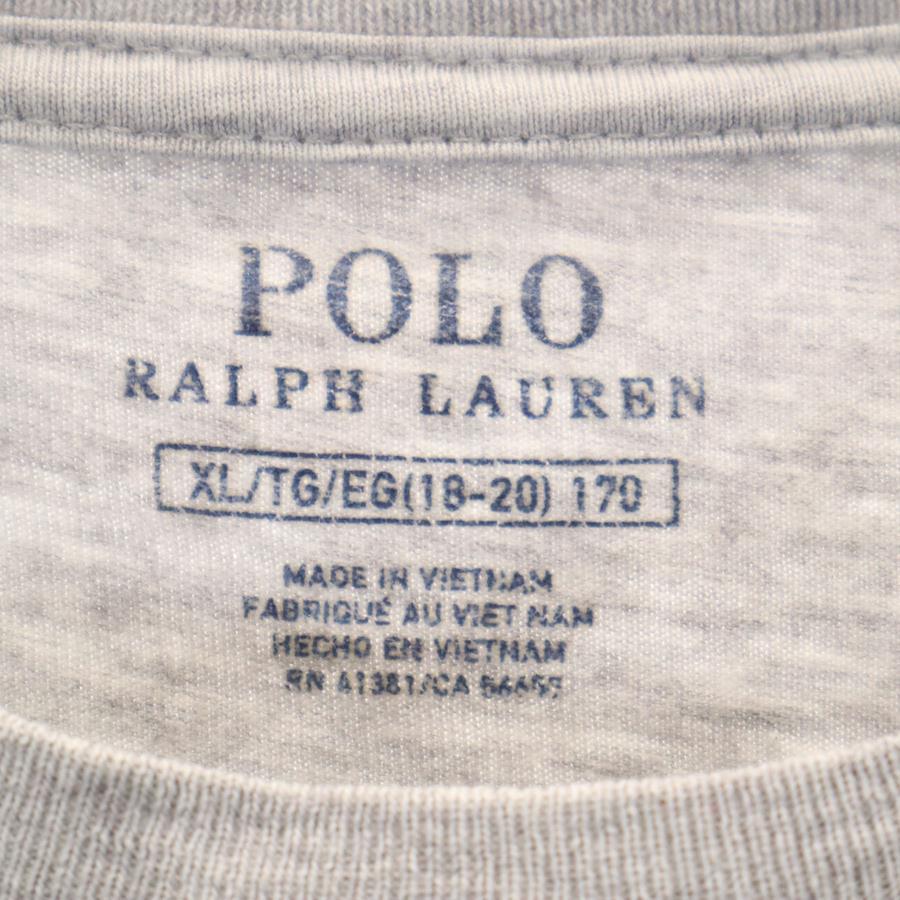 POLO
RALPH LAUREN
XL/TG/EG(18-20) 170
MADE IN VIETNAM
FABRIQUÉ AU VIET NAM
HECHO EN VIETNAM
RN 41381/CA